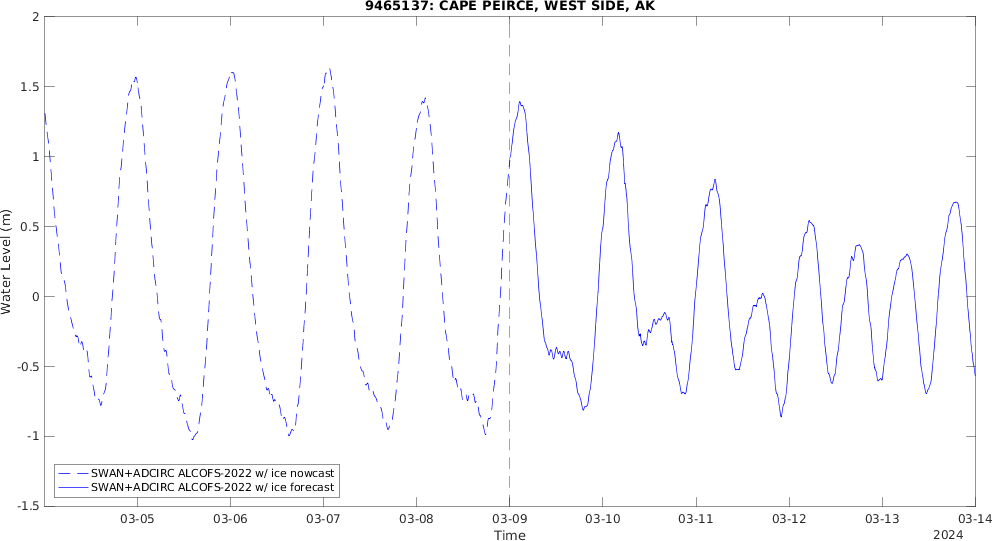 9465137: CAPE PEIRCE, WEST SIDE, AK
2
1.5
1
0.5
0
-0.5
-1
-1.5
Water Level (m)
SWAN+ADCIRC ALCOFS-2022 w/ ice nowcast
SWAN+ADCIRC ALCOFS-2022 w/ ice forecast
03-05 03-06 03-07 03-08 03-09 03-10 03-11 03-12 03-13 03-14
Time
2024